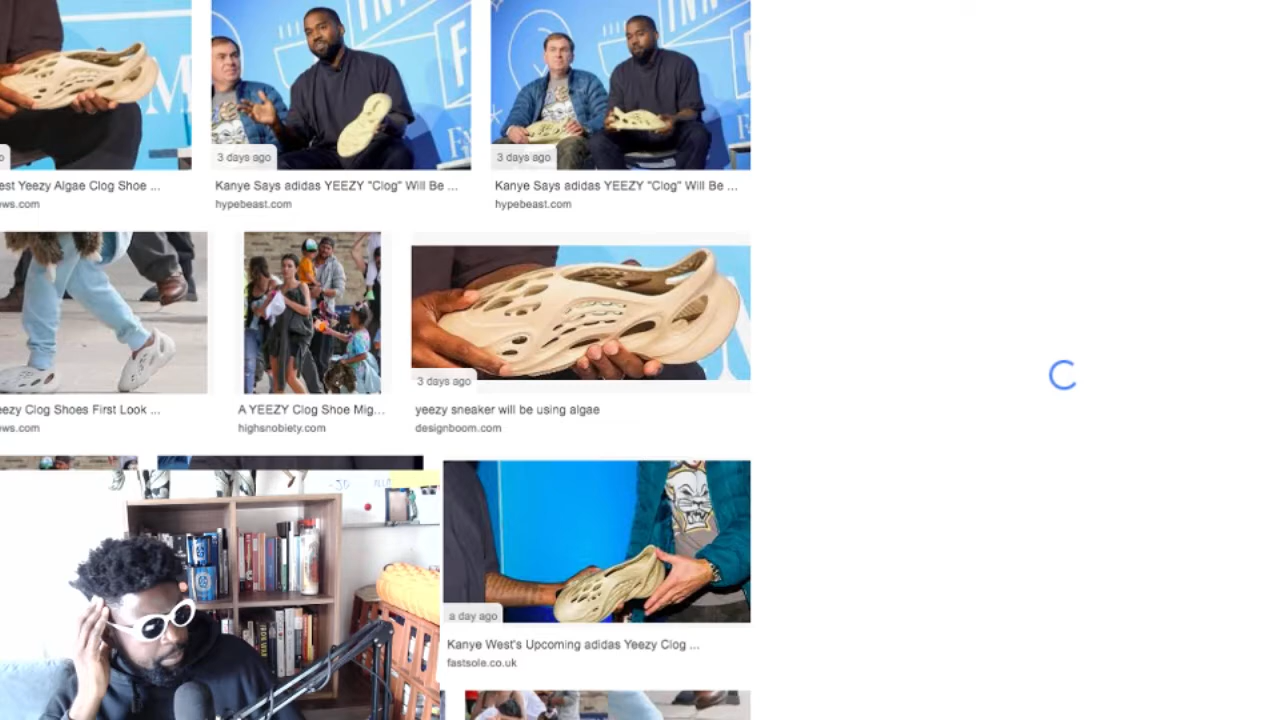 3 days ago
3 days ago
est Yeezy Algae Clog Shoe ...
Kanye Says adidas YEEZY "Clog" Will Be ...
Kanye Says adidas YEEZY "Clog" Will Be ...
ews.com
hypebeast.com
hypebeast.com
3 days ago
eezy Clog Shoes First Look ...
A YEEZY Clog Shoe Mig...
yeezy sneaker will be using algae
ews.com
highsnobiety.com
designboom.com
a day ago
Kanye West's Upcoming adidas Yeezy Clog ...
fastsole.co.uk